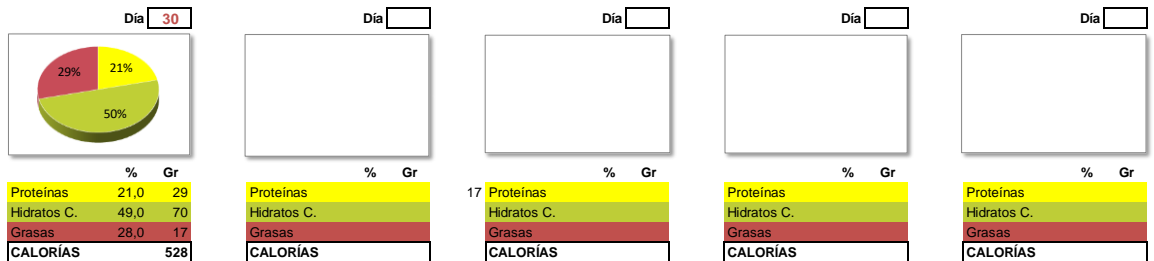 Día 30 Día Día Día Día
29% 21%
50%
% Gr % Gr % Gr % Gr % Gr
Proteínas 21,0 29 Proteínas 17 Proteínas Proteínas Proteínas
Hidratos C. 49,0 70 Hidratos C. Hidratos C. Hidratos C. Hidratos C.
Grasas 28,0 17 Grasas Grasas Grasas Grasas
CALORÍAS 528 CALORÍAS CALORÍAS CALORÍAS CALORÍAS